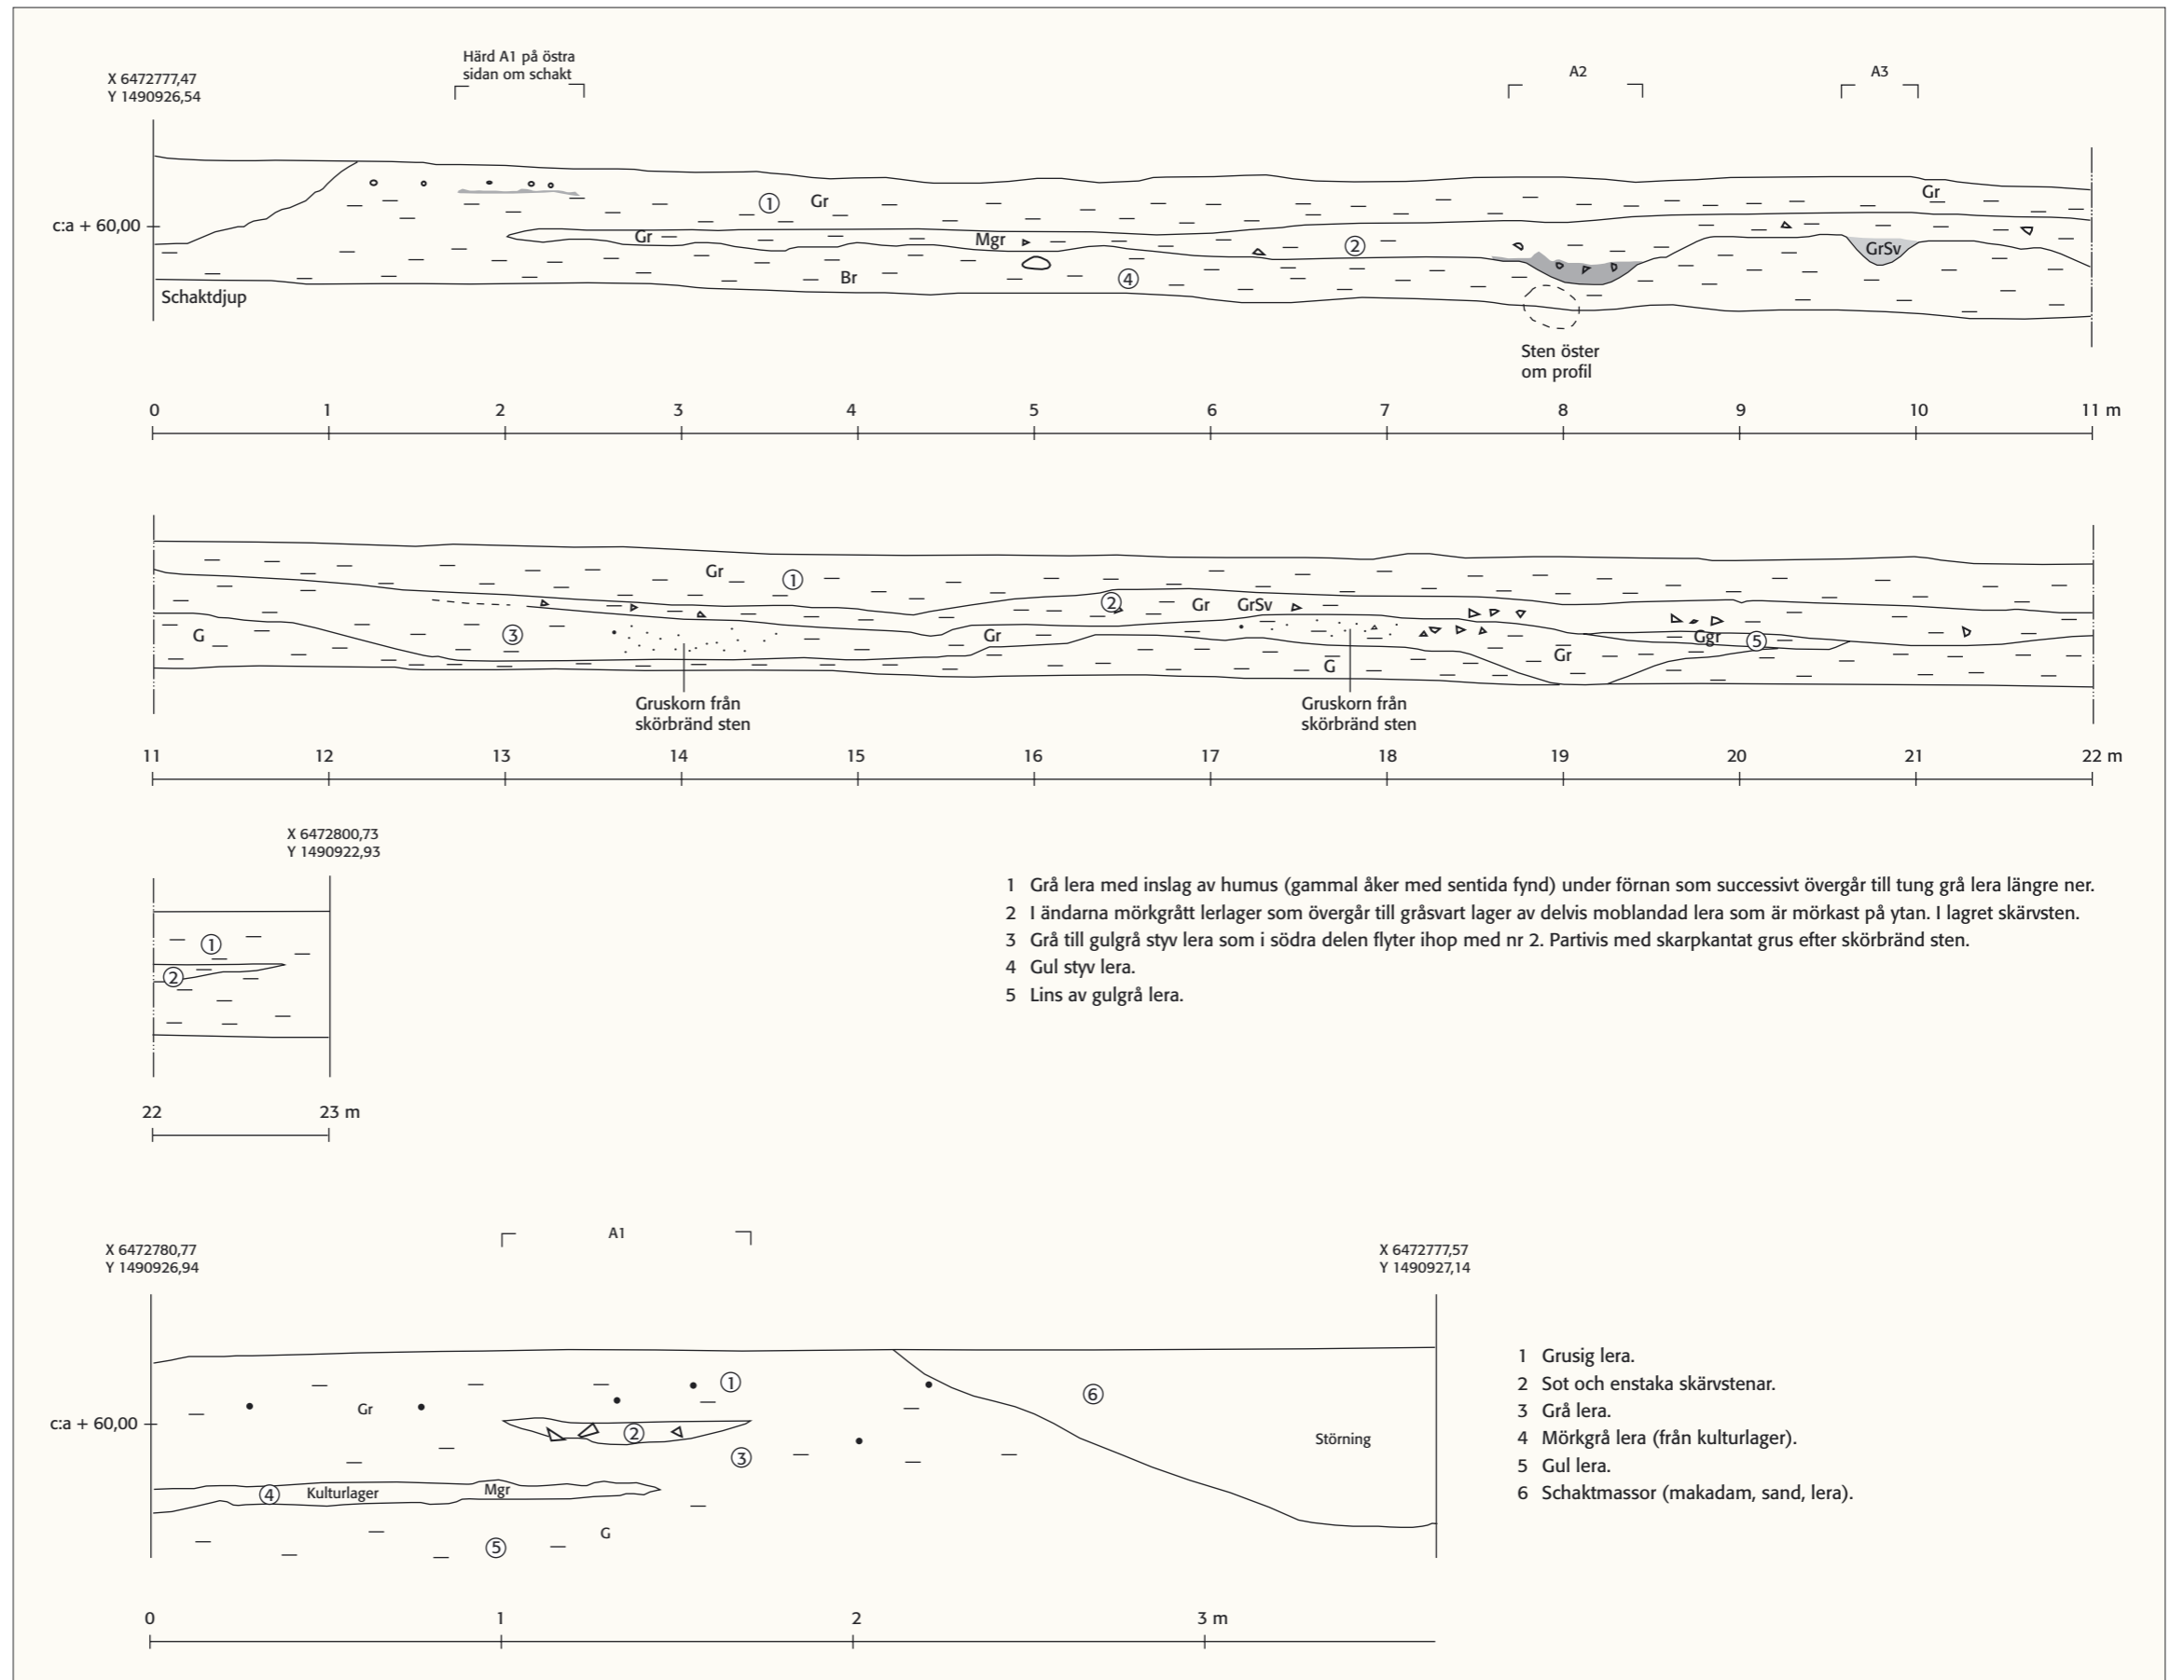 X 6472777,47
Y 1490926,54
Härd A1 på östra
sidan om schakt
A2
A3
c:a + 60,00
1 Gr
Gr
Gr
Mgr
2
GrSv
Br
4
Schaktdjup
Sten öster
om profil
0 1 2 3 4 5 6 7 8 9 10 11 m
Gr 1
2 Gr GrSv
G
3
Gr
Ggr 5
Gr
G
Gruskorn från
skörbränd sten
Gruskorn från
skörbränd sten
11 12 13 14 15 16 17 18 19 20 21 22 m
X 6472800,73
Y 1490922,93
1
2
22 23 m
1 Grå lera med inslag av humus (gammal åker med sentida fynd) under förnan som successivt övergår till tung grå lera längre ner.
2 I ändarna mörkgrått lerlager som övergår till gråsvart lager av delvis moblandad lera som är mörkast på ytan. I lagret skärvsten.
3 Grå till gulgrå styv lera som i södra delen flyter ihop med nr 2. Partivis med skarpkantat grus efter skörbränd sten.
4 Gul styv lera.
5 Lins av gulgrå lera.
X 6472780,77
Y 1490926,94
A1
X 6472777,57
Y 1490927,14
1
6
Gr
c:a + 60,00
2
Störning
3
4 Kulturlager Mgr
G
5
0 1 2 3 m
1 Grusig lera.
2 Sot och enstaka skärvstenar.
3 Grå lera.
4 Mörkgrå lera (från kulturlager).
5 Gul lera.
6 Schaktmassor (makadam, sand, lera).